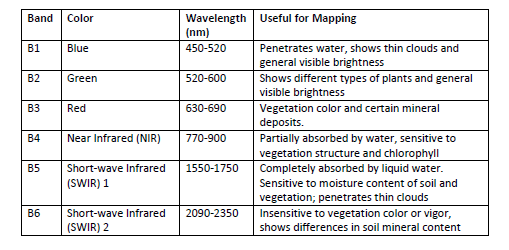 Band Color Wavelength (nm) Useful for Mapping
B1 Blue 450-520 Penetrates water, shows thin clouds and general visible brightness
B2 Green 520-600 Shows different types of plants and general visible brightness
B3 Red 630-690 Vegetation color and certain mineral deposits.
B4 Near Infrared (NIR) 770-900 Partially absorbed by water, sensitive to vegetation structure and chlorophyll
B5 Short-wave Infrared (SWIR) 1 1550-1750 Completely absorbed by liquid water. Sensitive to moisture content of soil and vegetation; penetrates thin clouds
B6 Short-wave Infrared (SWIR) 2 2090-2350 Insensitive to vegetation color or vigor, shows differences in soil mineral content